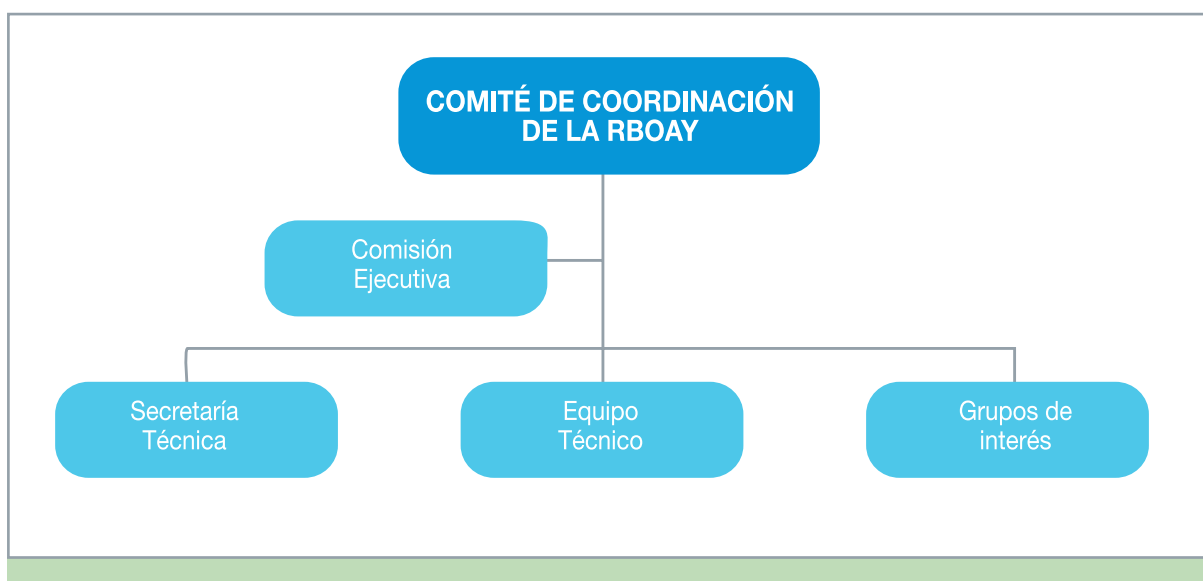 COMITÉ DE COORDINACIÓN
DE LA RBOAY
Comisión
Ejecutiva
Secretaría
Técnica
Equipo
Técnico
Grupos de
interés